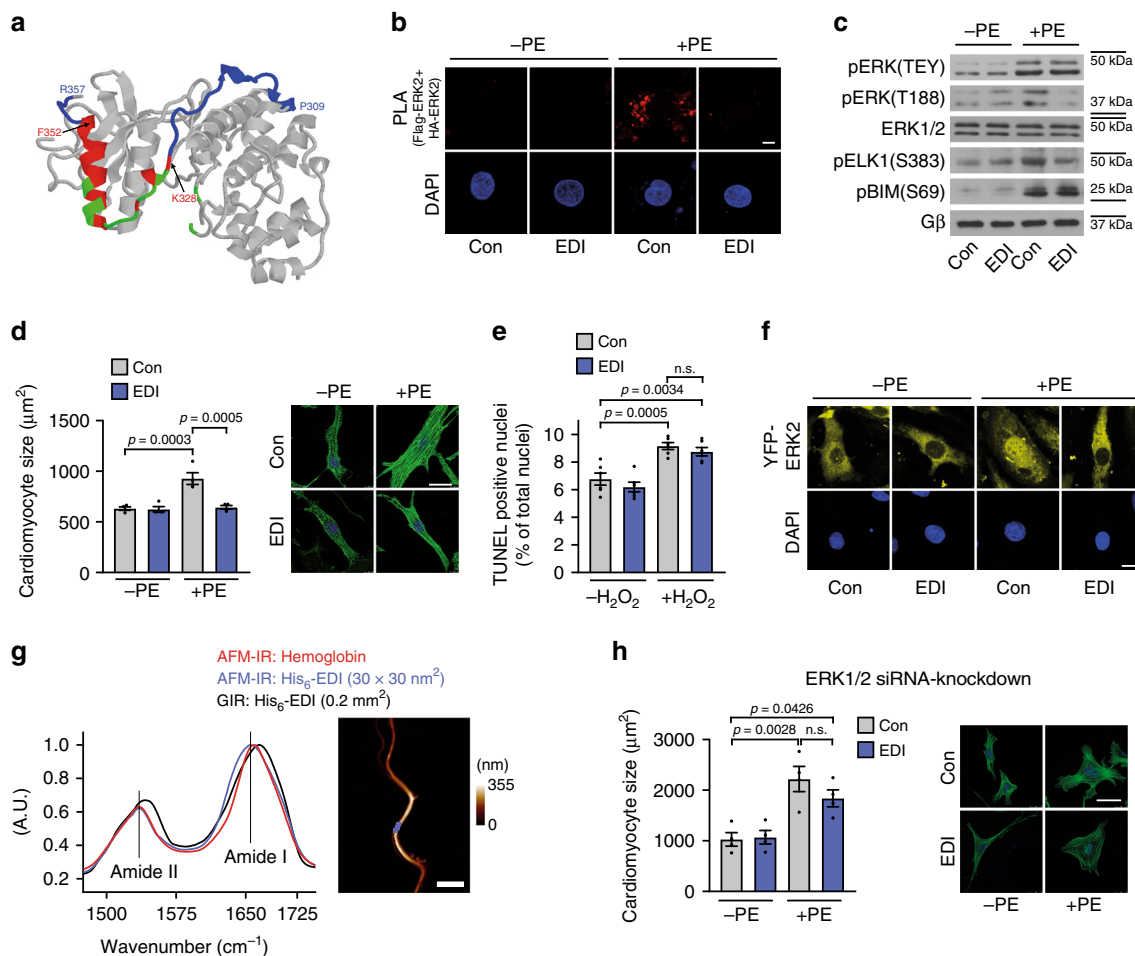 a
R357
P309
F352
K328
b
–PE
+PE
PLA
(Flag-ERK2+
HA-ERK2)
DAPI
Con
EDI
Con
EDI
c
–PE
+PE
pERK(TEY)
50 kDa
pERK(T188)
37 kDa
ERK1/2
50 kDa
pELK1(S383)
50 kDa
pBIM(S69)
25 kDa
Gβ
37 kDa
Con
EDI
Con
EDI
d
Con
EDI
Cardiomyocyte size (μm²)
1500
1000
500
0
p = 0.0003
p = 0.0005
–PE
+PE
–PE
+PE
Con
EDI
e
Con
EDI
TUNEL positive nuclei
(% of total nuclei)
10
8
6
4
2
0
n.s.
p = 0.0034
p = 0.0005
–H₂O₂
+H₂O₂
f
–PE
+PE
YFP-
ERK2
DAPI
Con
EDI
Con
EDI
g
AFM-IR: Hemoglobin
AFM-IR: His₆-EDI (30 × 30 nm²)
GIR: His₆-EDI (0.2 mm²)
(A.U.)
1.0
0.8
0.6
0.4
0.2
Amide II
Amide I
1500
1575
1650
1725
Wavenumber (cm⁻¹)
(nm)
355
0
h
ERK1/2 siRNA-knockdown
Cardiomyocyte size (μm²)
3000
2000
1000
0
p = 0.0426
p = 0.0028
n.s.
Con
EDI
–PE
+PE
Con
EDI
–PE
+PE